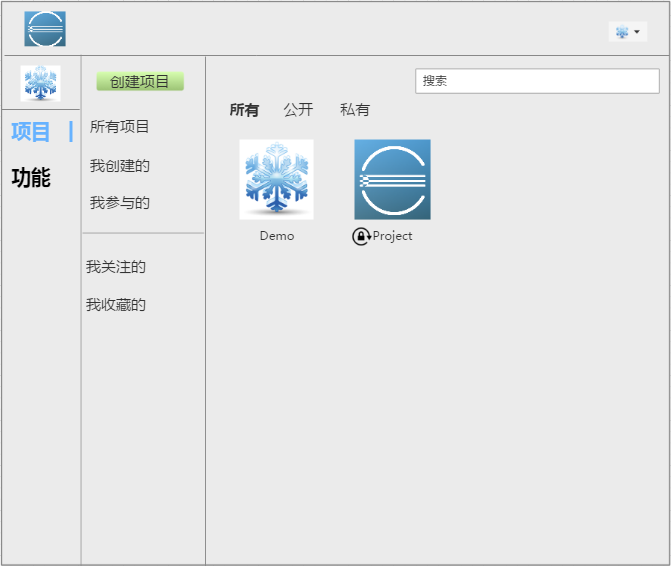 创建项目
搜索
所有 公开 私有
项目
所有项目
我创建的
功能
我参与的
Demo
Project
我关注的
我收藏的